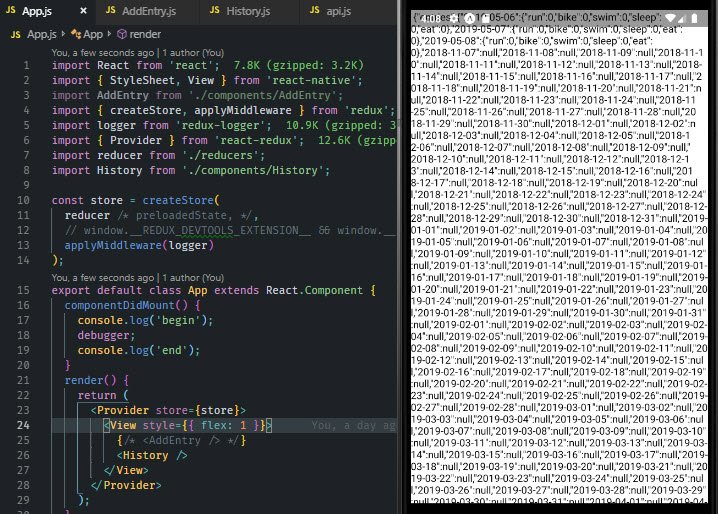 App.js × AddEntry.js History.js api.js
App.js > App > render
You, a few seconds ago | 1 author (You)
1 import React from 'react'; 7.8K (gzipped: 3.2K)
2 import { StyleSheet, View } from 'react-native';
3 import AddEntry from './components/AddEntry';
4 import { createStore, applyMiddleware } from 'redux';
5 import logger from 'redux-logger'; 10.9K (gzipped: 3
6 import { Provider } from 'react-redux'; 12.6K (gzipp
7 import reducer from './reducers';
8 import History from './components/History';
9
10 const store = createStore(
11 reducer /* preloadedState, */,
12 // window.__REDUX_DEVTOOLS_EXTENSION__ && window.__
13 applyMiddleware(logger)
14 );
You, a few seconds ago | 1 author (You)
15 export default class App extends React.Component {
16 componentDidMount() {
17 console.log('begin');
18 debugger;
19 console.log('end');
20 }
21 render() {
22 return (
23 <Provider store={store}>
24 <View style={{ flex: 1 }}> You, a day ag
25 {/* <AddEntry /> */}
26 <History />
27 </View>
28 </Provider>
29 );
30 }
05-06":{"run":0,"bike":0,"swim":0,"sleep"
:0,"eat":0},"2019-05-07":{"run":0,"bike":0,"swim":0,"sleep":0,"eat"
:0},"2019-05-08":{"run":0,"bike":0,"swim":0,"sleep":0,"eat"
:0},"2018-11-07":null,"2018-11-08":null,"2018-11-09":null,"2018-11-1
0":null,"2018-11-11":null,"2018-11-12":null,"2018-11-13":null,"2018
-11-14":null,"2018-11-15":null,"2018-11-16":null,"2018-11-17":null
,"2018-11-18":null,"2018-11-19":null,"2018-11-20":null,"2018-11-21":null
,"2018-11-22":null,"2018-11-23":null,"2018-11-24":null,"2018-11
-25":null,"2018-11-26":null,"2018-11-27":null,"2018-11-28":null,"20
18-11-29":null,"2018-11-30":null,"2018-12-01":null,"2018-12-02":n
ull,"2018-12-03":null,"2018-12-04":null,"2018-12-05":null,"2018-1
2-06":null,"2018-12-07":null,"2018-12-08":null,"2018-12-09":null
,"2018-12-10":null,"2018-12-11":null,"2018-12-12":null,"2018-12-1
3":null,"2018-12-14":null,"2018-12-15":null,"2018-12-16":null,"201
8-12-17":null,"2018-12-18":null,"2018-12-19":null,"2018-12-20":nul
l,"2018-12-21":null,"2018-12-22":null,"2018-12-23":null,"2018-12-24":null
,"2018-12-25":null,"2018-12-26":null,"2018-12-27":null,"2018-12-
28":null,"2018-12-29":null,"2018-12-30":null,"2018-12-31":null,"2019-
01-01":null,"2019-01-02":null,"2019-01-03":null,"2019-01-04":null,"2
019-01-05":null,"2019-01-06":null,"2019-01-07":null,"2019-01-08":nul
l,"2019-01-09":null,"2019-01-10":null,"2019-01-11":null,"2019-01-12"
:null,"2019-01-13":null,"2019-01-14":null,"2019-01-15":null,"2019-01-
16":null,"2019-01-17":null,"2019-01-18":null,"2019-01-19":null,"2019
-01-20":null,"2019-01-21":null,"2019-01-22":null,"2019-01-23":null,"2
019-01-24":null,"2019-01-25":null,"2019-01-26":null,"2019-01-27":nul
l,"2019-01-28":null,"2019-01-29":null,"2019-01-30":null,"2019-01-31"
:null,"2019-02-01":null,"2019-02-02":null,"2019-02-03":null,"2019-02-
04":null,"2019-02-05":null,"2019-02-06":null,"2019-02-07":null,"2019-
02-08":null,"2019-02-09":null,"2019-02-10":null,"2019-02-11":null,"20
19-02-12":null,"2019-02-13":null,"2019-02-14":null,"2019-02-15":null
,"2019-02-16":null,"2019-02-17":null,"2019-02-18":null,"2019-02-19":null
,"2019-02-20":null,"2019-02-21":null,"2019-02-22":null,"2019-02-
23":null,"2019-02-24":null,"2019-02-25":null,"2019-02-26":null,"2019
-02-27":null,"2019-02-28":null,"2019-03-01":null,"2019-03-02":null,"2
019-03-03":null,"2019-03-04":null,"2019-03-05":null,"2019-03-06":null
,"2019-03-07":null,"2019-03-08":null,"2019-03-09":null,"2019-03-10"
:null,"2019-03-11":null,"2019-03-12":null,"2019-03-13":null,"2019-03-
14":null,"2019-03-15":null,"2019-03-16":null,"2019-03-17":null,"2019
-03-18":null,"2019-03-19":null,"2019-03-20":null,"2019-03-21":null,"2
019-03-22":null,"2019-03-23":null,"2019-03-24":null,"2019-03-25":null
,"2019-03-26":null,"2019-03-27":null,"2019-03-28":null,"2019-03-29"
:null,"2019-03-30":null,"2019-03-31":null,"2019-04-01":null,"2019-04-